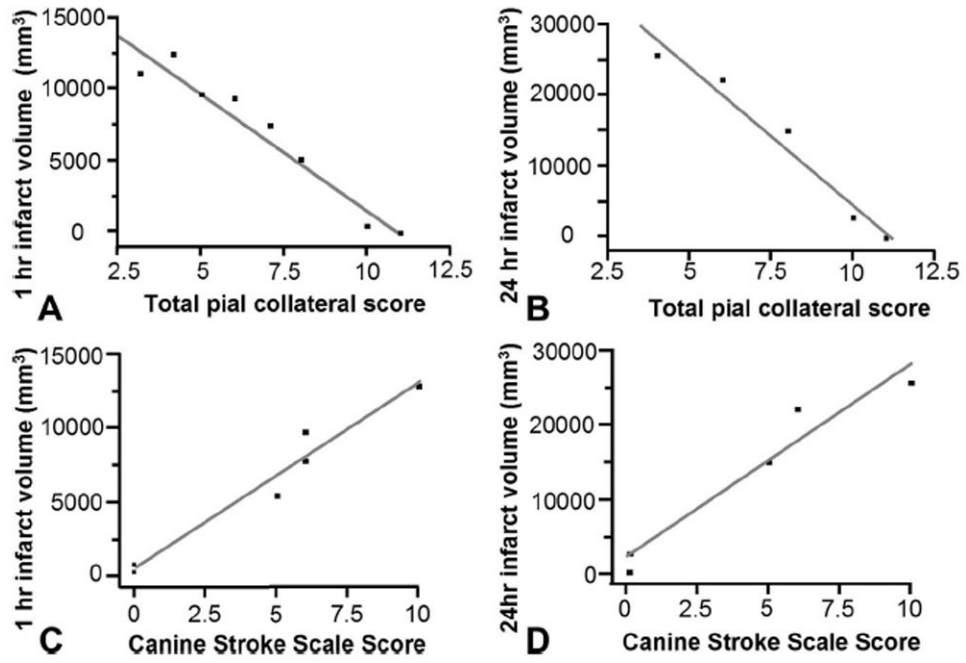 1 hr infarct volume (mm³)
15000
10000
5000
0
2.5 5 7.5 10 12.5
A
Total pial collateral score
24 hr infarct volume (mm³)
30000
20000
10000
0
2.5 5 7.5 10 12.5
B
Total pial collateral score
1 hr infarct volume (mm³)
15000
10000
5000
0
0 2.5 5 7.5 10
C
Canine Stroke Scale Score
24hr infarct volume (mm³)
30000
20000
10000
0
0 2.5 5 7.5 10
D
Canine Stroke Scale Score